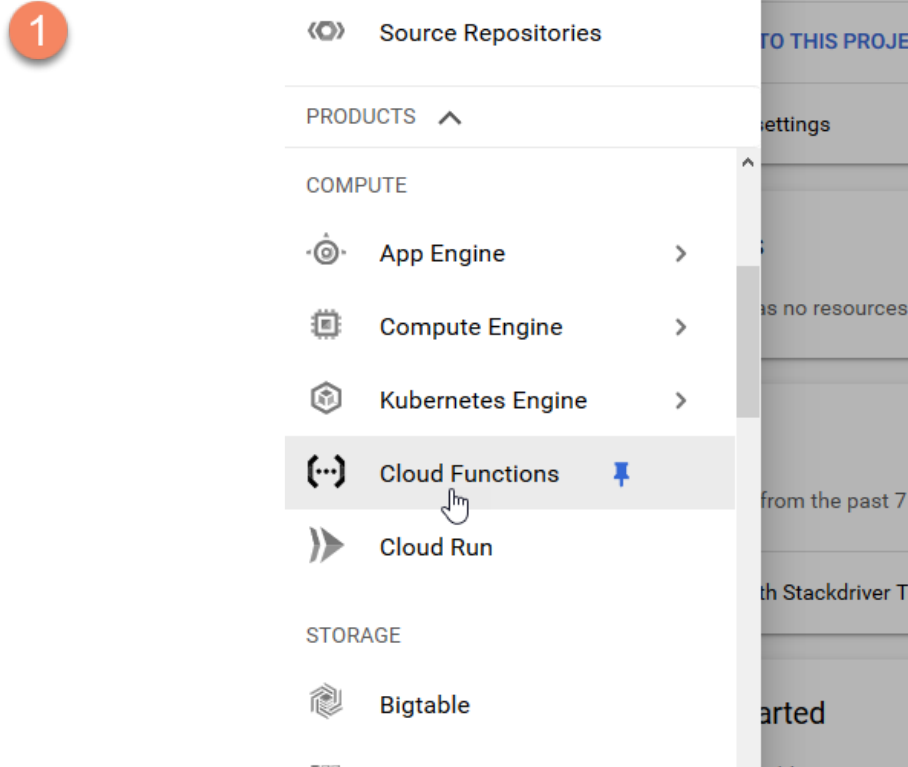 1
Source Repositories
TO THIS PROJE
PRODUCTS
settings
COMPUTE
App Engine
as no resources
Compute Engine
Kubernetes Engine
Cloud Functions
from the past 7
Cloud Run
th Stackdriver T
STORAGE
Bigtable
arted